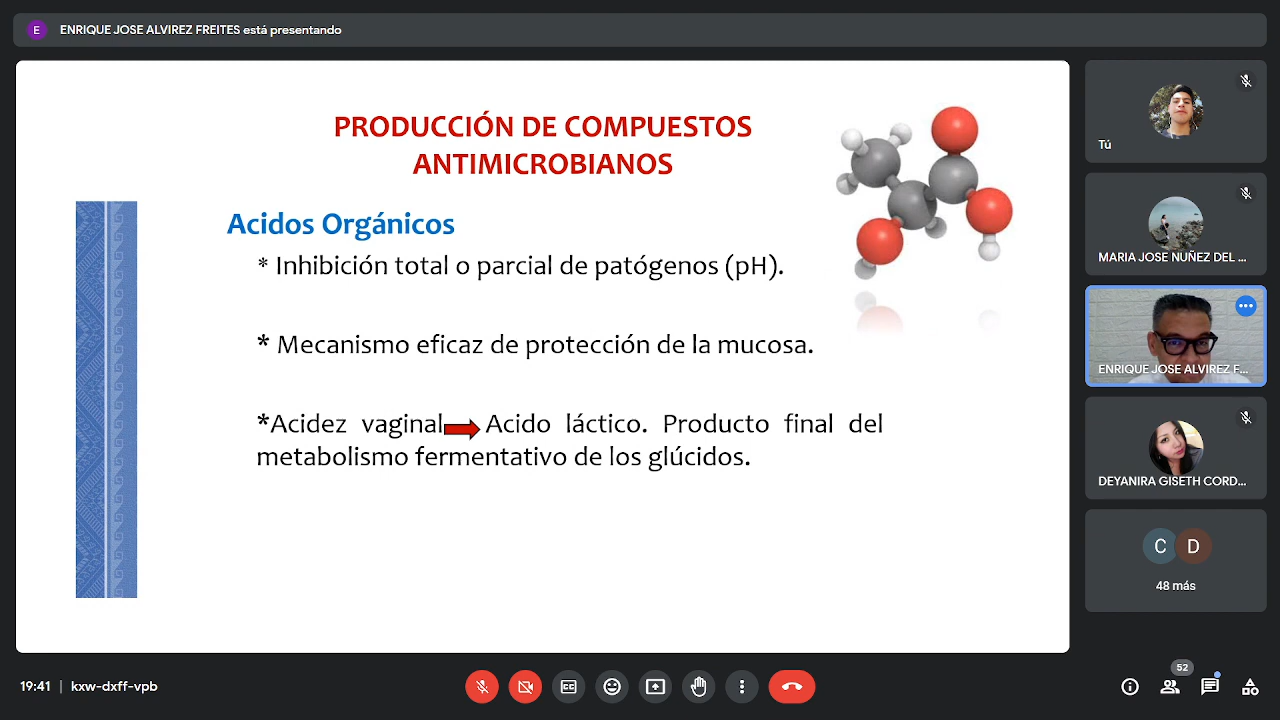 E
ENRIQUE JOSE ALVIREZ FREITES está presentando
PRODUCCIÓN DE COMPUESTOS
ANTIMICROBIANOS
Acidos Orgánicos
* Inhibición total o parcial de patógenos (pH).
* Mecanismo eficaz de protección de la mucosa.
*Acidez vaginal Acido láctico. Producto final del
metabolismo fermentativo de los glúcidos.
Tú
MARIA JOSE NUÑEZ DEL ...
ENRIQUE JOSE ALVIREZ F...
DEYANIRA GISETH CORD...
C D
48 más
19:41 | kxw-dxff-vpb
CC
52